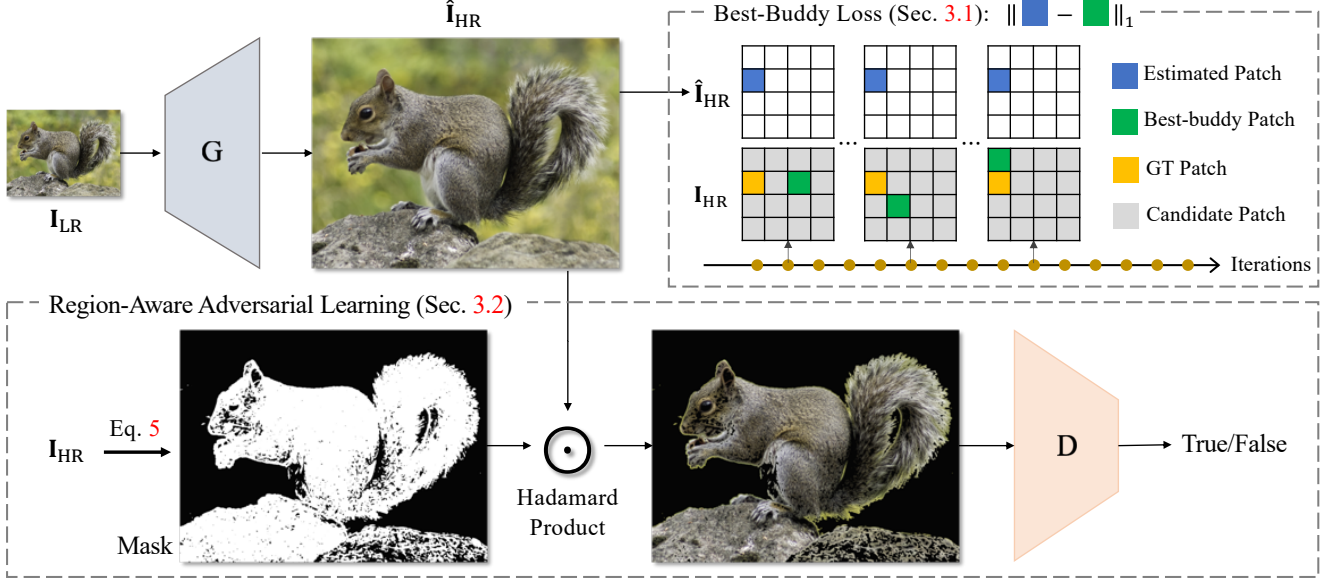 Î_HR
Best-Buddy Loss (Sec. 3.1): ‖ − ‖₁
G
I_LR
Î_HR
I_HR
...
...
Estimated Patch
Best-buddy Patch
GT Patch
Candidate Patch
Iterations
Region-Aware Adversarial Learning (Sec. 3.2)
I_HR
Eq. 5
Mask
Hadamard
Product
D
True/False